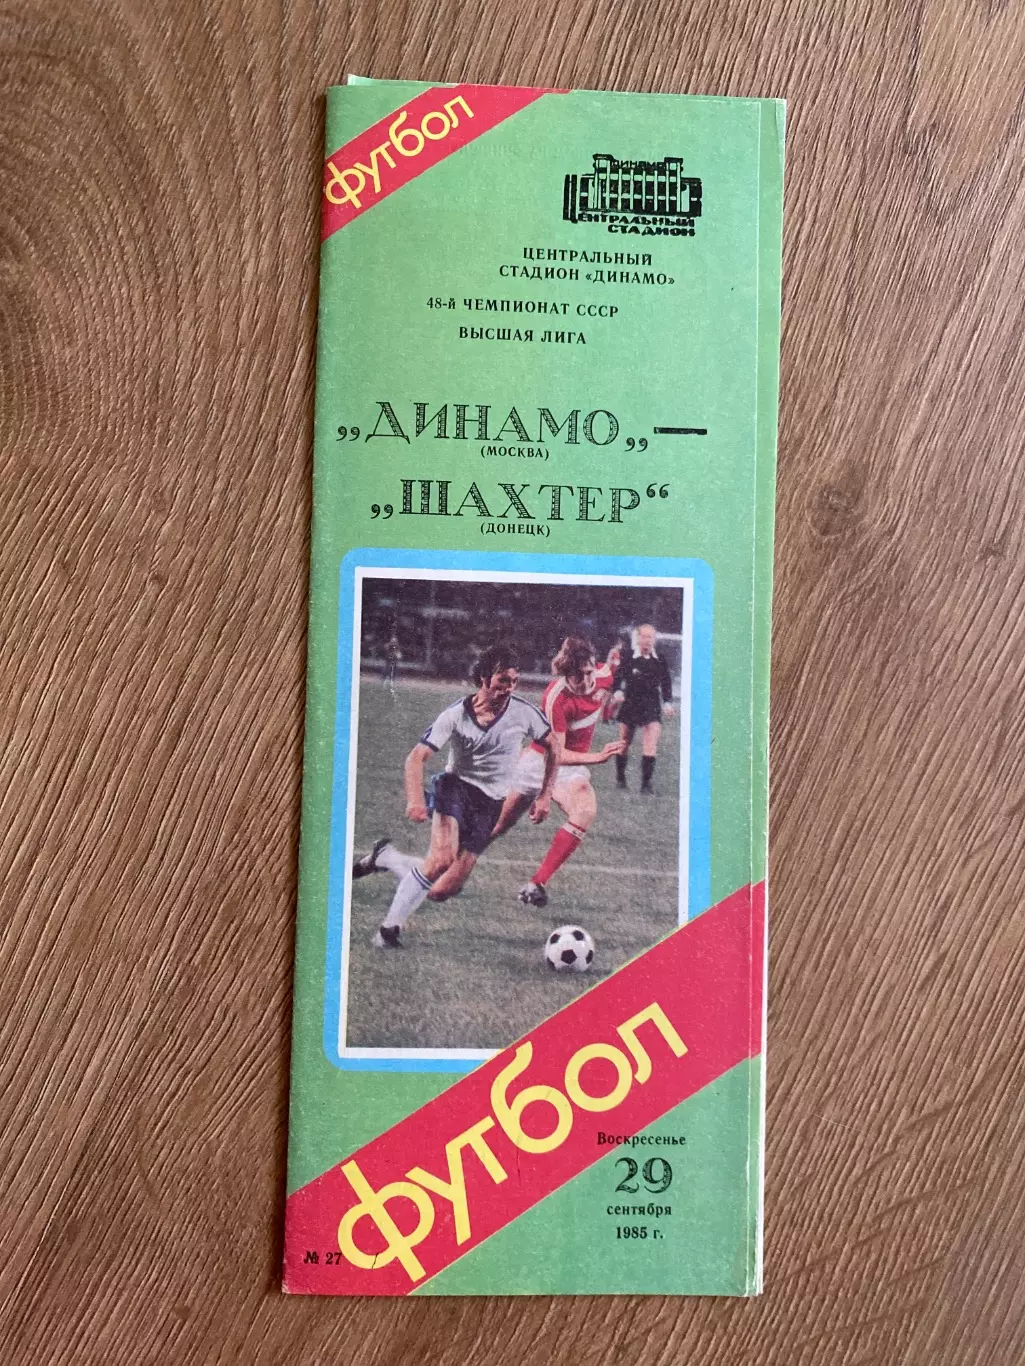 футбол
ДИНАМО
ЦЕНТРАЛЬНЫЙ
СТАДИОН
ЦЕНТРАЛЬНЫЙ
СТАДИОН «ДИНАМО»
48-й ЧЕМПИОНАТ СССР
ВЫСШАЯ ЛИГА
„ДИНАМО„—
(МОСКВА)
„ШАХТЕР“
(ДОНЕЦК)
футбол
Воскресенье
29
сентября
1985 г.
№ 27